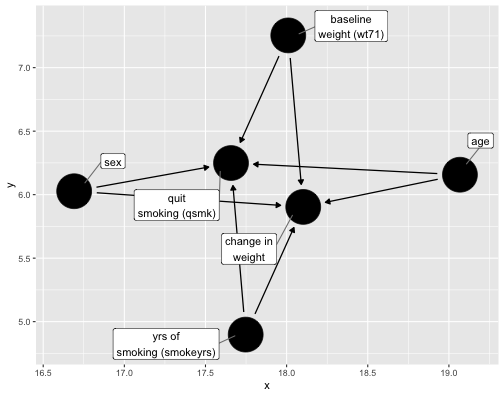 baseline
weight (wt71)
7.0
age
6.5
sex
y
6.0
quit
smoking (qsmk)
change in
weight
5.5
yrs of
smoking (smokeyrs)
5.0
16.5 17.0 17.5 18.0 18.5 19.0
x